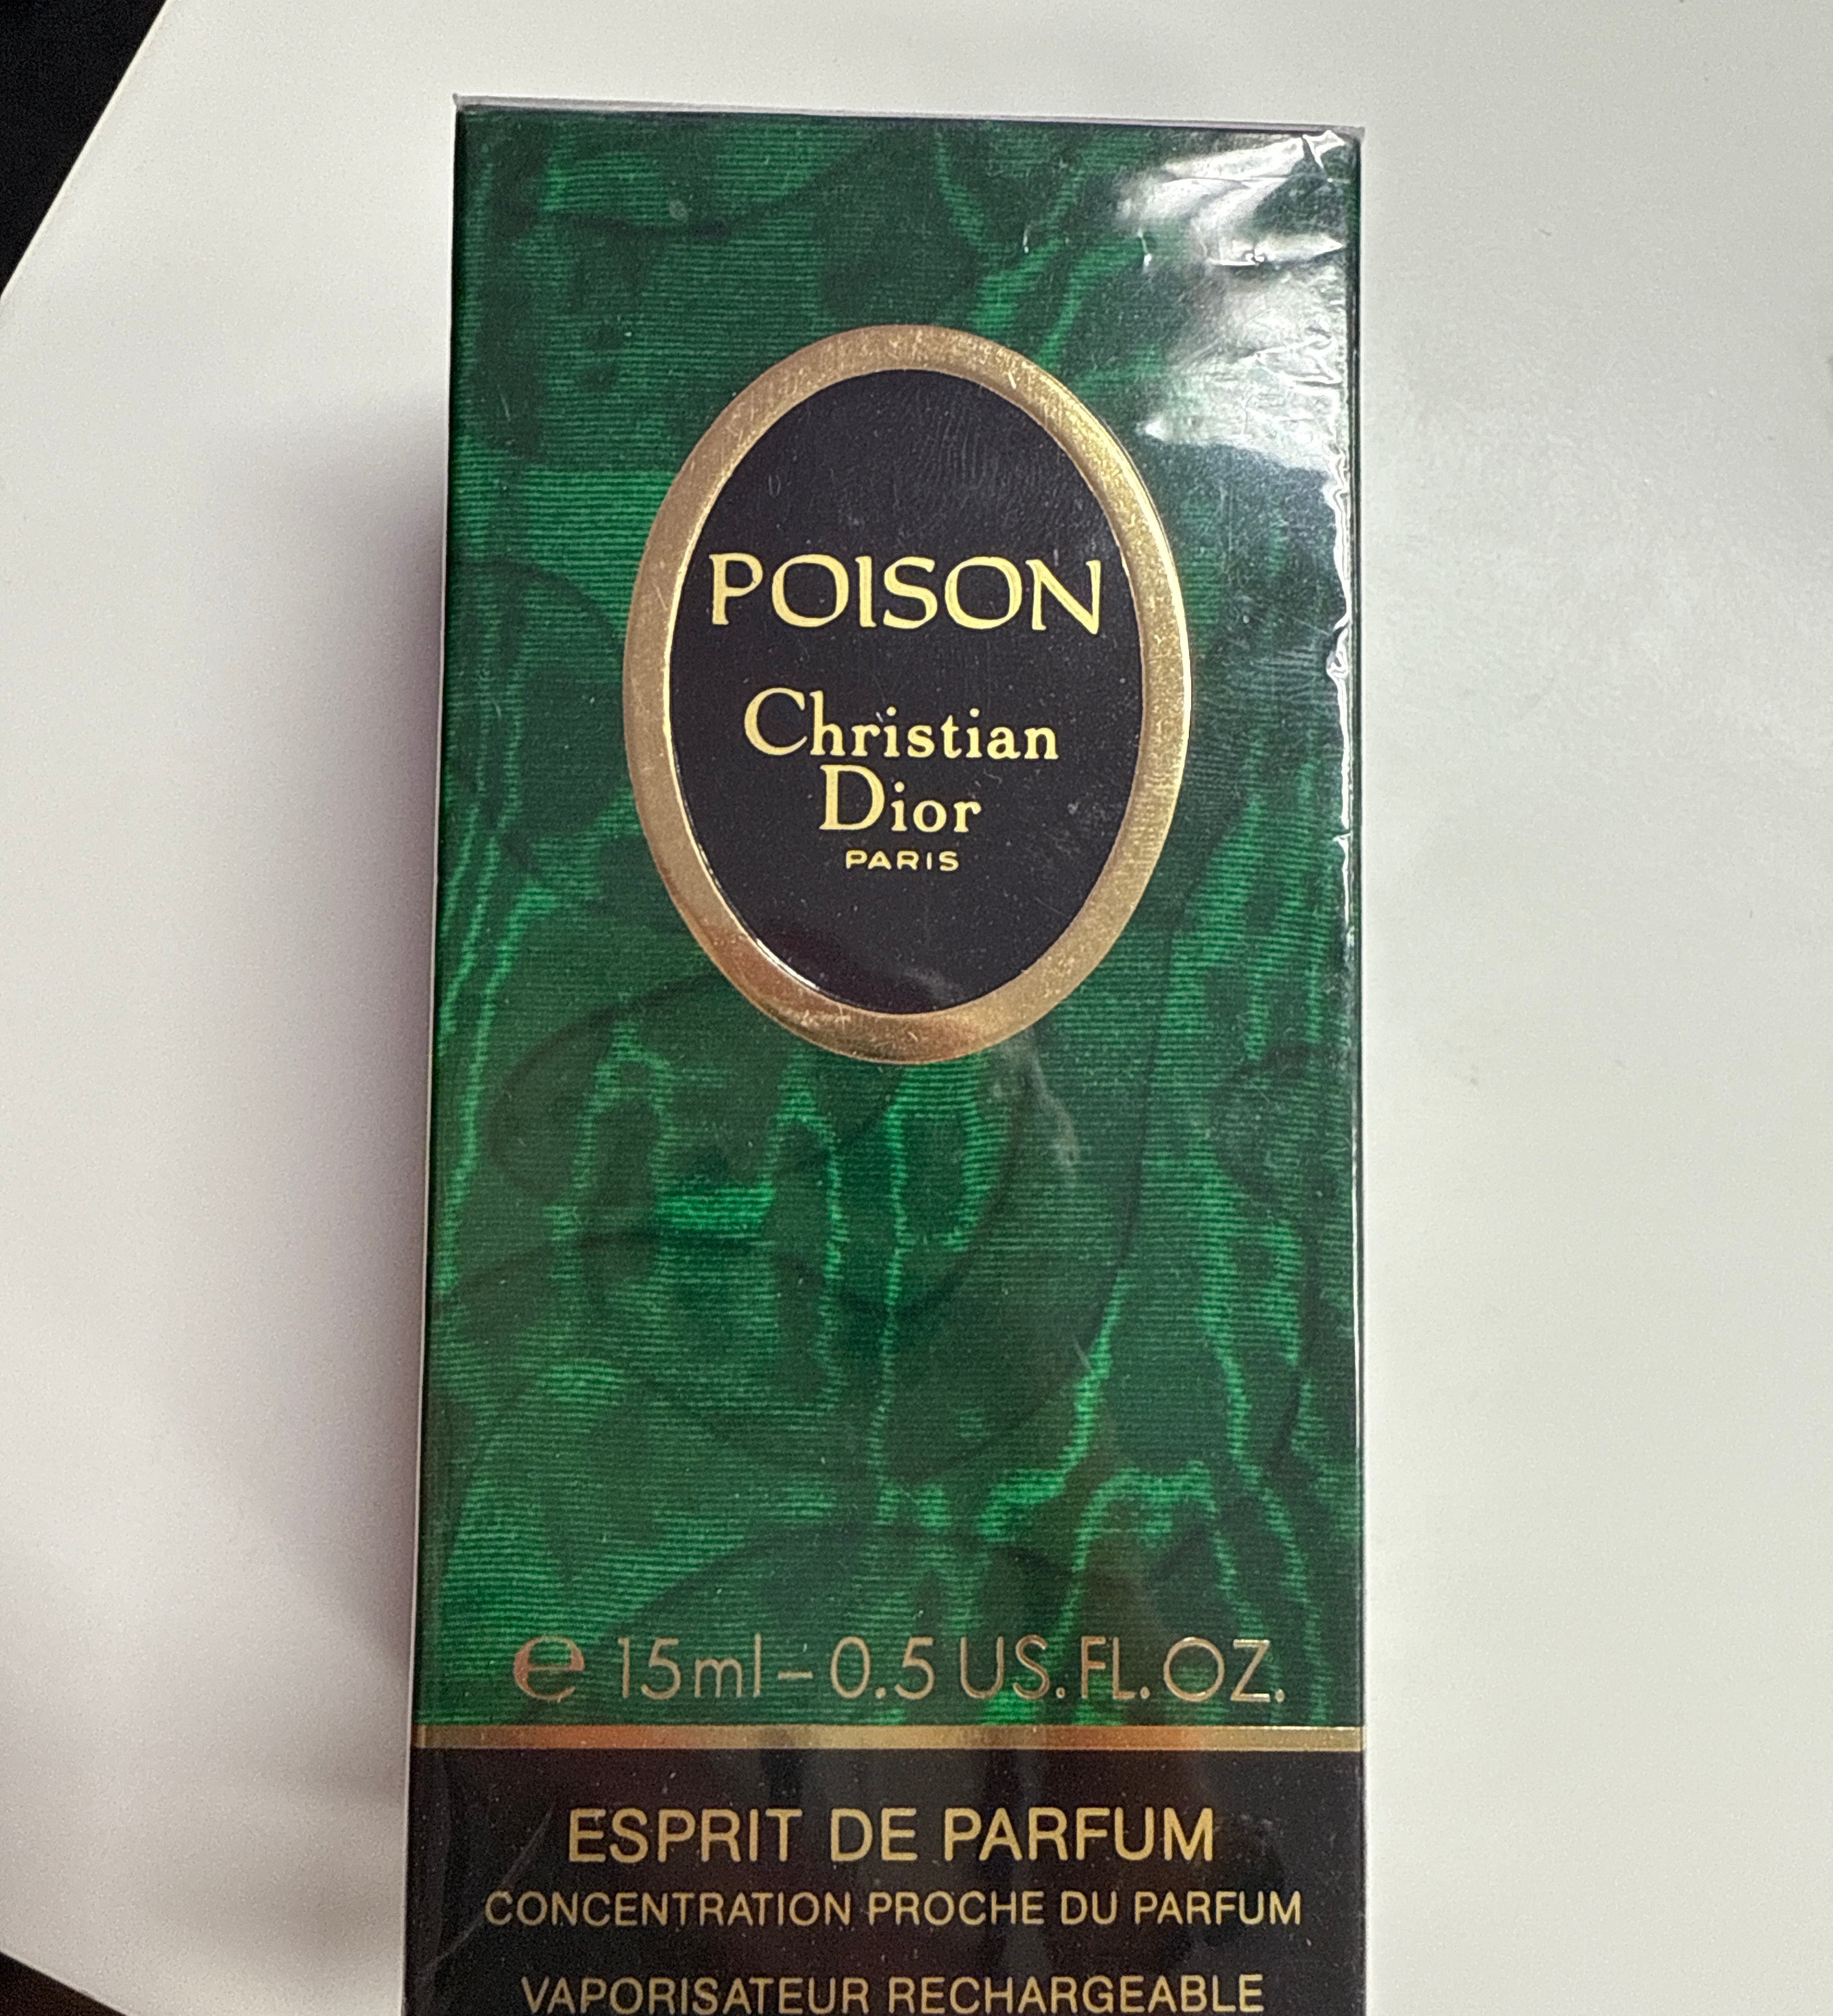 POISON
Christian
Dior
PARIS
℮ 15ml – 0.5 US.FL.OZ.
ESPRIT DE PARFUM
CONCENTRATION PROCHE DU PARFUM
VAPORISATEUR RECHARGEABLE